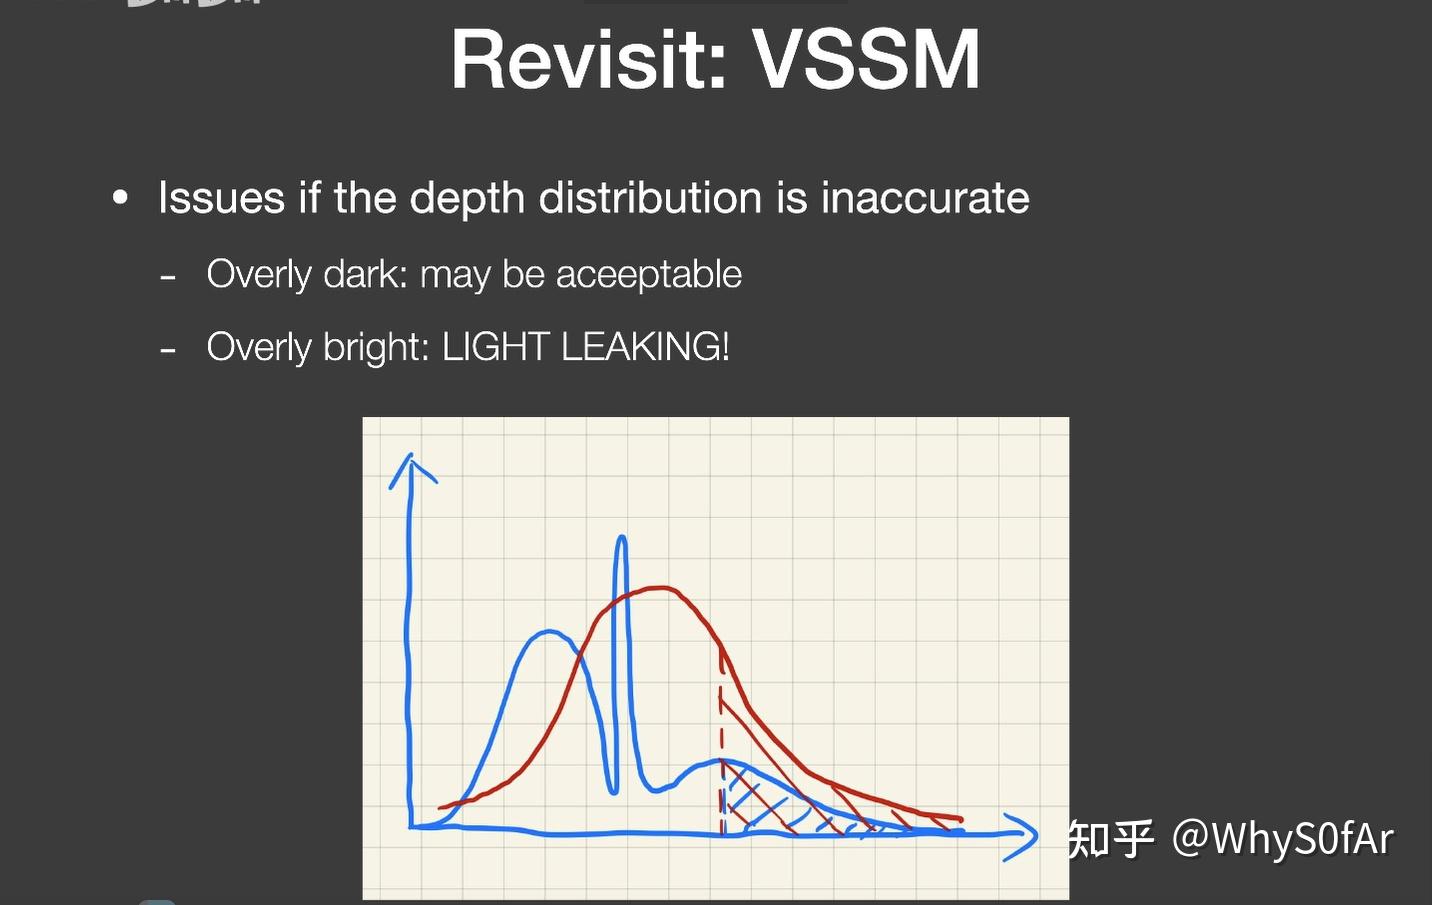 Revisit: VSSM
• Issues if the depth distribution is inaccurate
- Overly dark: may be aceeptable
- Overly bright: LIGHT LEAKING!
知乎 @WhyS0fAr